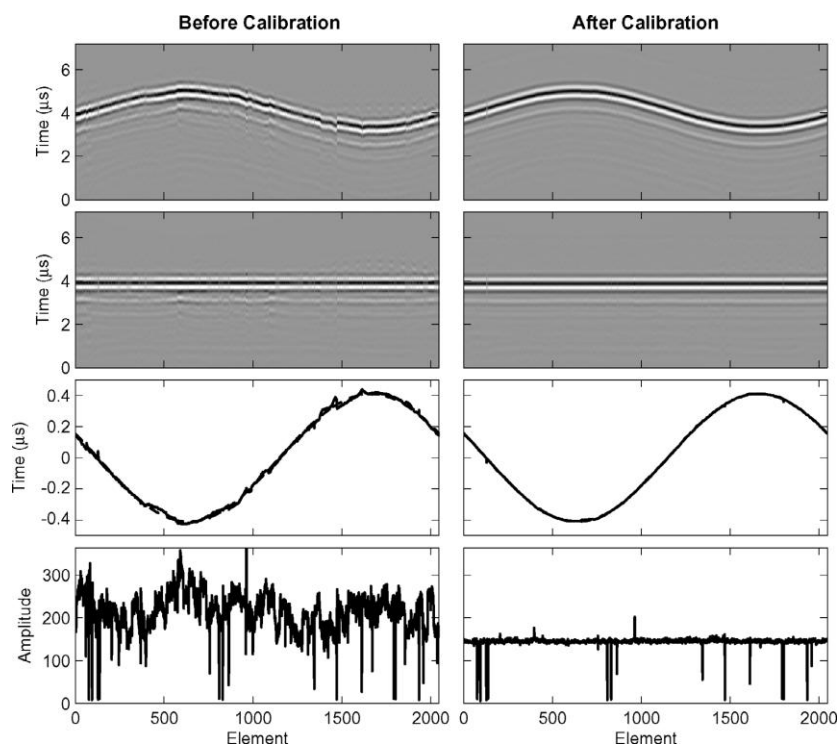 Before Calibration
After Calibration
6
4
2
0
Time (μs)
6
4
2
0
Time (μs)
0.4
0.2
0
-0.2
-0.4
Time (μs)
300
200
100
0
Amplitude
0 500 1000 1500 2000
Element
0 500 1000 1500 2000
Element